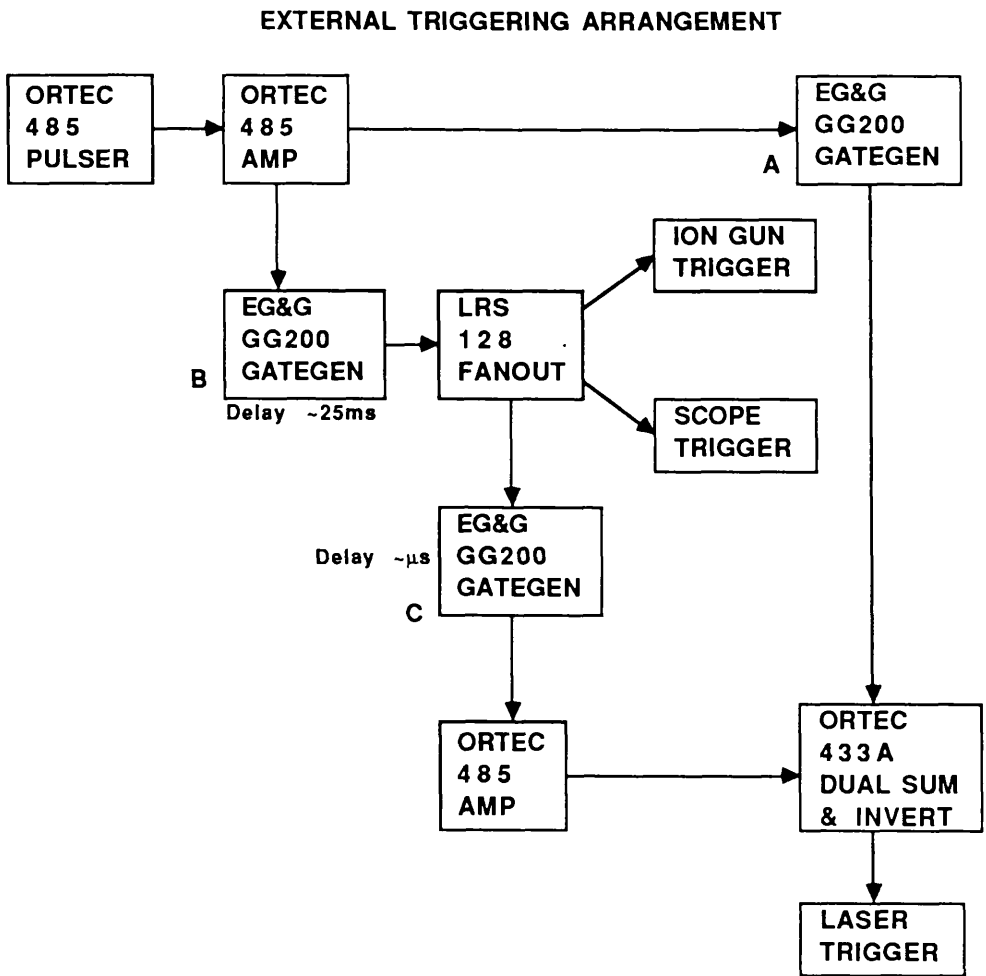 EXTERNAL TRIGGERING ARRANGEMENT
ORTEC
485
PULSER
ORTEC
485
AMP
EG&G
GG200
GATEGEN
A
ION GUN
TRIGGER
EG&G
GG200
GATEGEN
B
Delay ~25ms
LRS
128
FANOUT
SCOPE
TRIGGER
EG&G
GG200
GATEGEN
Delay ~μs
C
ORTEC
485
AMP
ORTEC
433A
DUAL SUM
& INVERT
LASER
TRIGGER